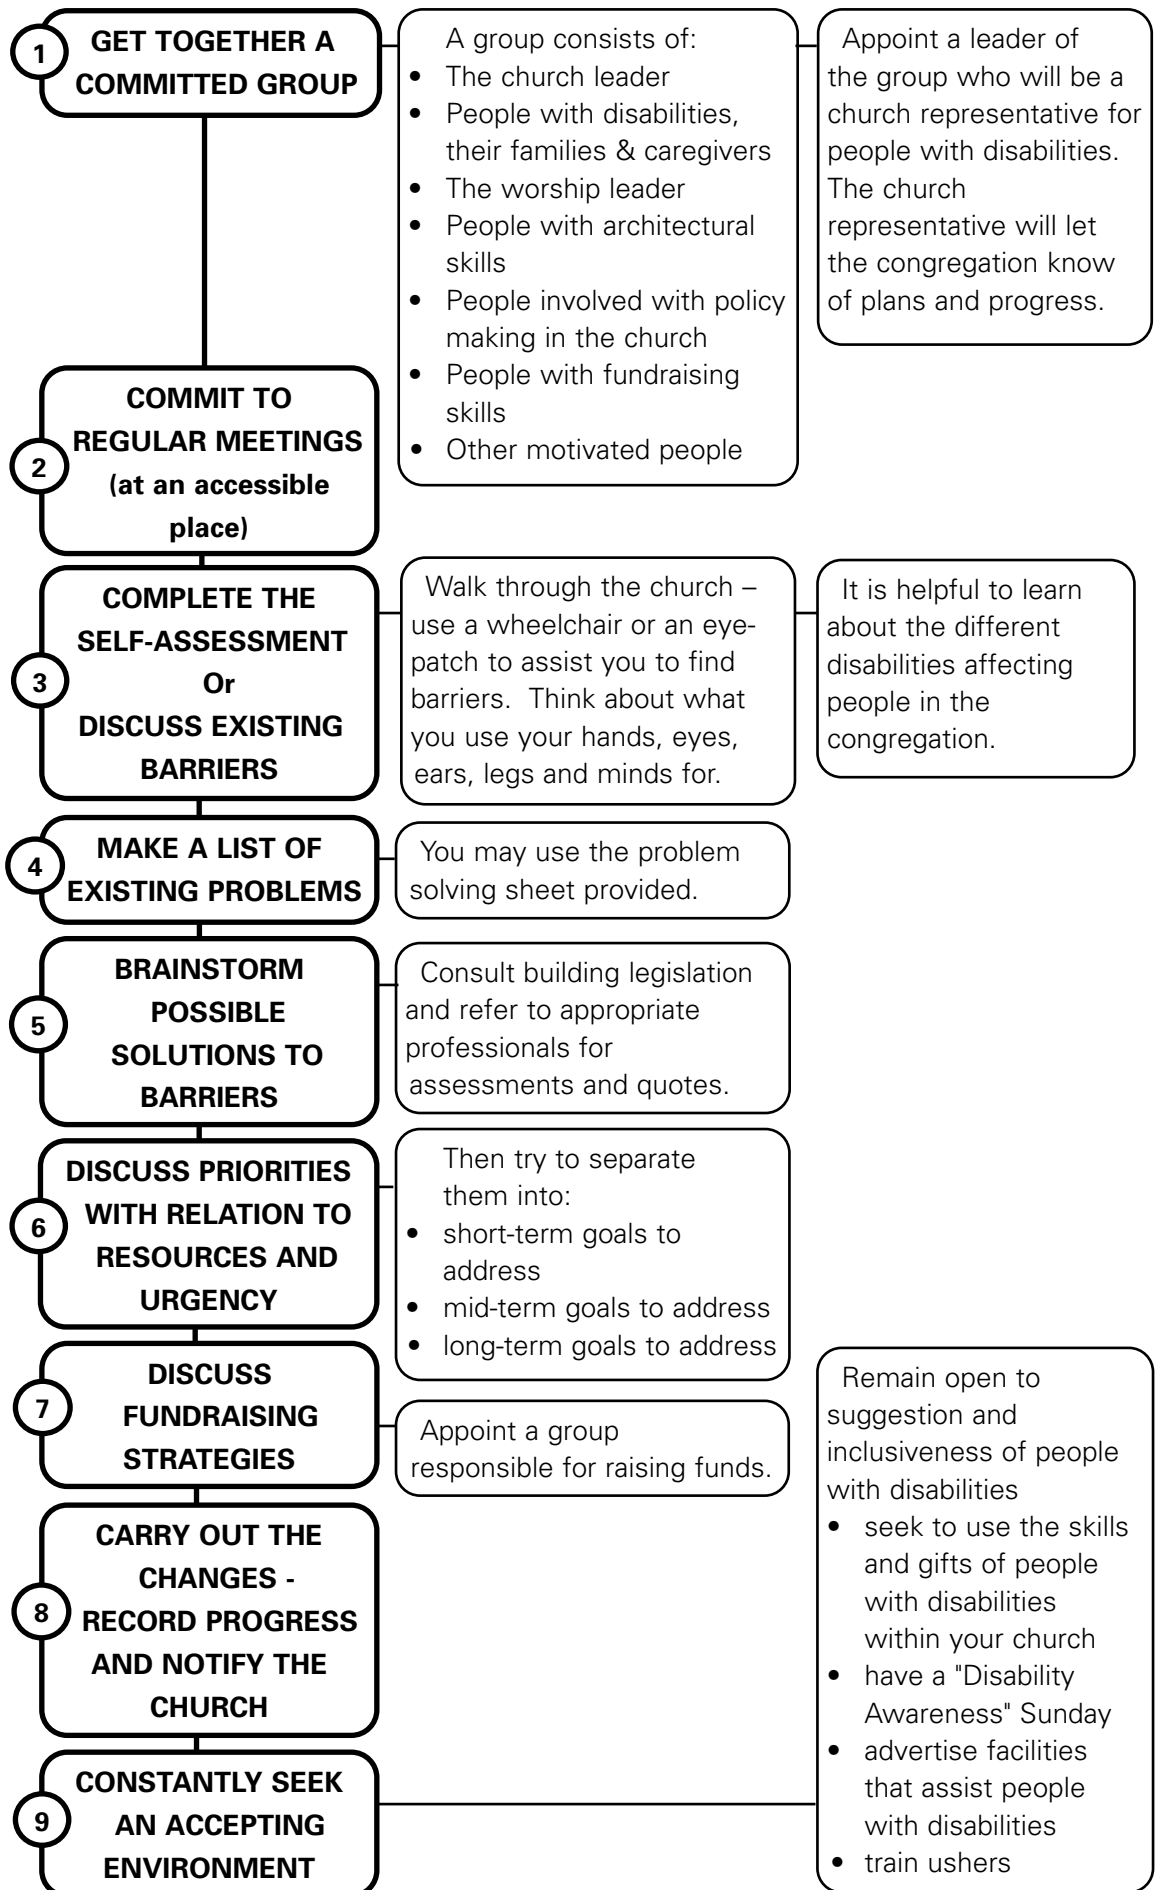 1
GET TOGETHER A
COMMITTED GROUP
A group consists of:
• The church leader
• People with disabilities,
their families & caregivers
• The worship leader
• People with architectural
skills
• People involved with policy
making in the church
• People with fundraising
skills
• Other motivated people
Appoint a leader of
the group who will be a
church representative for
people with disabilities.
The church
representative will let
the congregation know
of plans and progress.
2
COMMIT TO
REGULAR MEETINGS
(at an accessible
place)
3
COMPLETE THE
SELF-ASSESSMENT
Or
DISCUSS EXISTING
BARRIERS
Walk through the church –
use a wheelchair or an eye-
patch to assist you to find
barriers. Think about what
you use your hands, eyes,
ears, legs and minds for.
It is helpful to learn
about the different
disabilities affecting
people in the
congregation.
4
MAKE A LIST OF
EXISTING PROBLEMS
You may use the problem
solving sheet provided.
5
BRAINSTORM
POSSIBLE
SOLUTIONS TO
BARRIERS
Consult building legislation
and refer to appropriate
professionals for
assessments and quotes.
6
DISCUSS PRIORITIES
WITH RELATION TO
RESOURCES AND
URGENCY
Then try to separate
them into:
• short-term goals to
address
• mid-term goals to address
• long-term goals to address
7
DISCUSS
FUNDRAISING
STRATEGIES
Appoint a group
responsible for raising funds.
8
CARRY OUT THE
CHANGES -
RECORD PROGRESS
AND NOTIFY THE
CHURCH
9
CONSTANTLY SEEK
AN ACCEPTING
ENVIRONMENT
Remain open to
suggestion and
inclusiveness of people
with disabilities
• seek to use the skills
and gifts of people
with disabilities
within your church
• have a "Disability
Awareness" Sunday
• advertise facilities
that assist people
with disabilities
• train ushers